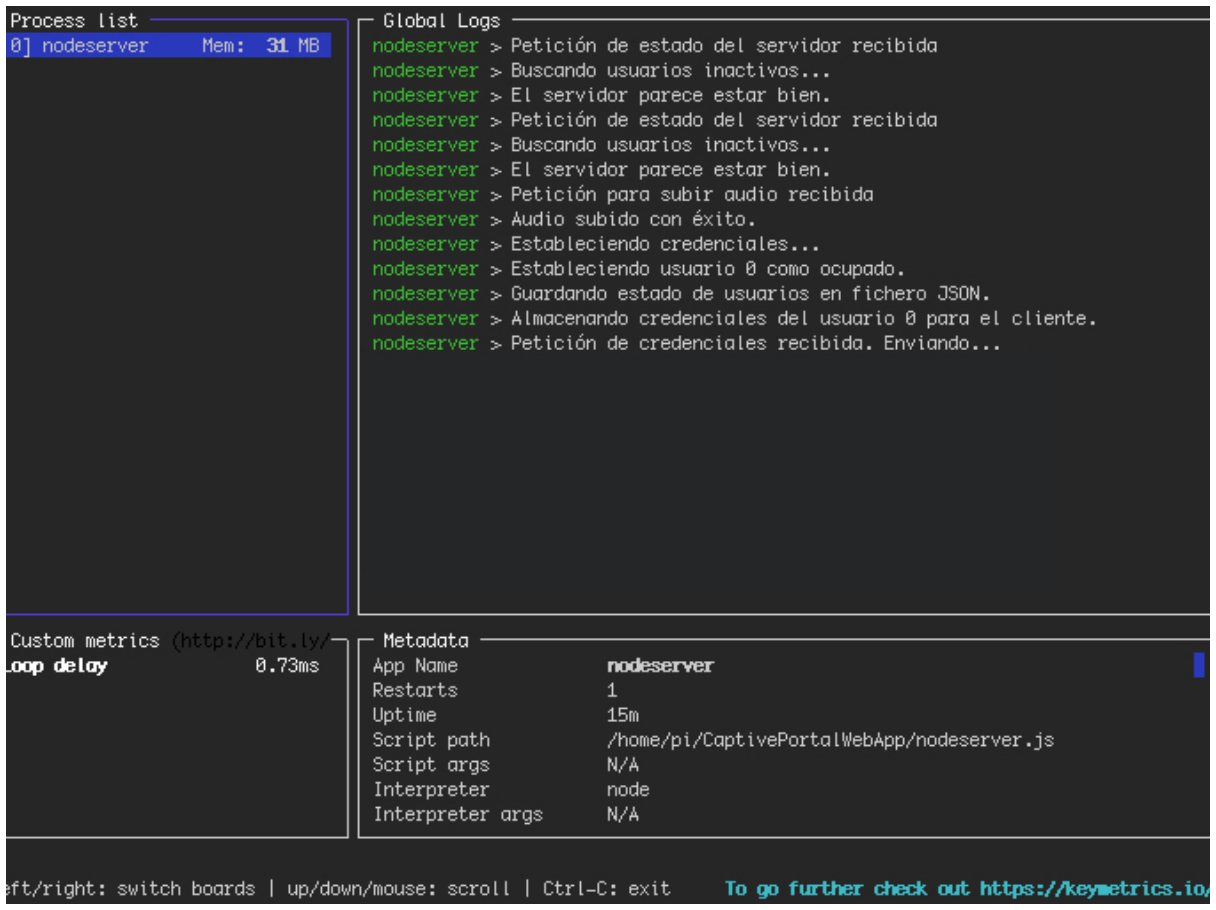 Process list
0] nodeserver Mem: 31 MB
Global Logs
nodeserver > Petición de estado del servidor recibida
nodeserver > Buscando usuarios inactivos...
nodeserver > El servidor parece estar bien.
nodeserver > Petición de estado del servidor recibida
nodeserver > Buscando usuarios inactivos...
nodeserver > El servidor parece estar bien.
nodeserver > Petición para subir audio recibida
nodeserver > Audio subido con éxito.
nodeserver > Estableciendo credenciales...
nodeserver > Estableciendo usuario 0 como ocupado.
nodeserver > Guardando estado de usuarios en fichero JSON.
nodeserver > Almacenando credenciales del usuario 0 para el cliente.
nodeserver > Petición de credenciales recibida. Enviando...
Custom metrics (http://bit.ly/
Loop delay 0.73ms
Metadata
App Name nodeserver
Restarts 1
Uptime 15m
Script path /home/pi/CaptivePortalWebApp/nodeserver.js
Script args N/A
Interpreter node
Interpreter args N/A
eft/right: switch boards | up/down/mouse: scroll | Ctrl-C: exit To go further check out https://keymetrics.io/